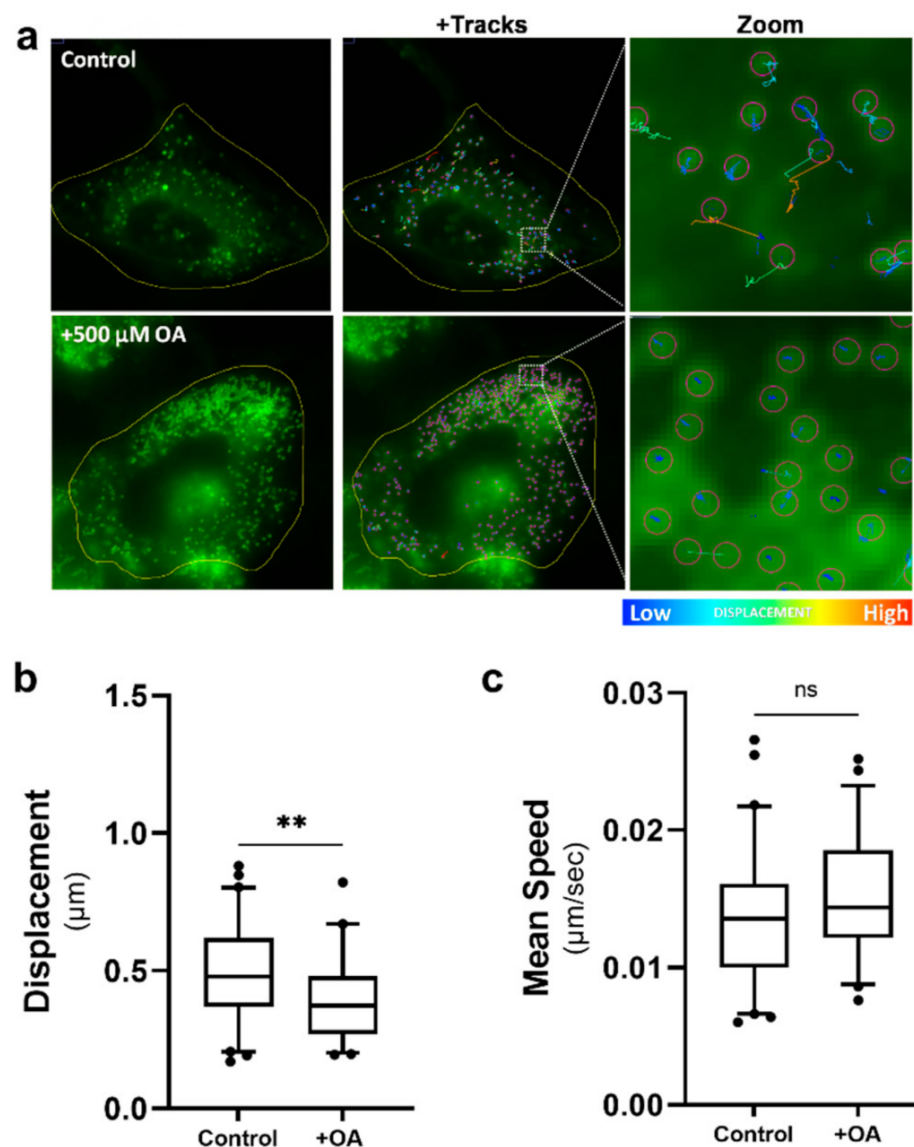 a
+Tracks
Zoom
Control
+500 µM OA
Low DISPLACEMENT High
b
Displacement
(µm)
1.5
1.0
0.5
0.0
**
Control +OA
c
Mean Speed
(µm/sec)
0.03
0.02
0.01
0.00
ns
Control +OA